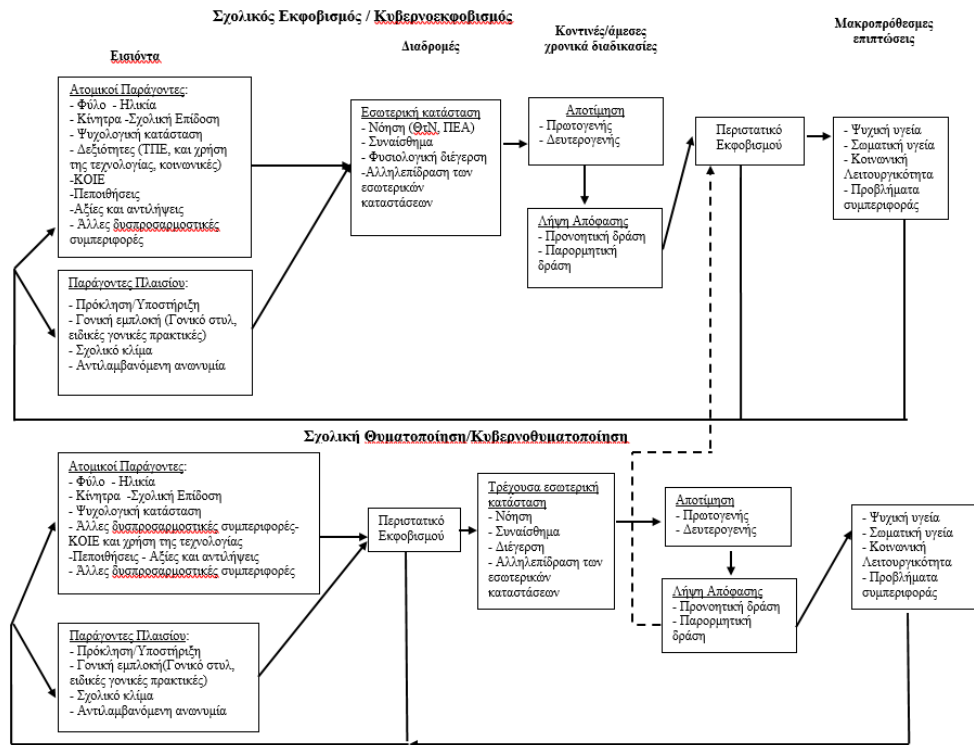 Σχολικός Εκφοβισμός / Κυβερνοεκφοβισμός
Εισιόντα
Διαδρομές
Κοντινές/άμεσες
χρονικά διαδικασίες
Μακροπρόθεσμες
επιπτώσεις
Ατομικοί Παράγοντες:
- Φύλο - Ηλικία
- Κίνητρα -Σχολική Επίδοση
- Ψυχολογική κατάσταση
- Δεξιότητες (ΤΠΕ, και χρήση
της τεχνολογίας, κοινωνικές)
-ΚΟΙΕ
-Πεποιθήσεις
-Αξίες και αντιλήψεις
- Άλλες δυσπροσαρμοστικές
συμπεριφορές
Παράγοντες Πλαισίου:
- Πρόκληση/Υποστήριξη
- Γονική εμπλοκή (Γονικό στυλ,
ειδικές γονικές πρακτικές)
- Σχολικό κλίμα
- Αντιλαμβανόμενη ανωνυμία
Εσωτερική κατάσταση
- Νόηση (ΘτΝ, ΠΕΑ)
- Συναίσθημα
- Φυσιολογική διέγερση
-Αλληλεπίδραση των
εσωτερικών
καταστάσεων
Αποτίμηση
- Πρωτογενής
- Δευτερογενής
Λήψη Απόφασης
- Προνοητική δράση
- Παρορμητική
δράση
Περιστατικό
Εκφοβισμού
- Ψυχική υγεία
- Σωματική υγεία
- Κοινωνική
Λειτουργικότητα
- Προβλήματα
συμπεριφοράς
Σχολική Θυματοποίηση/Κυβερνοθυματοποίηση
Ατομικοί Παράγοντες:
- Φύλο - Ηλικία
- Κίνητρα -Σχολική Επίδοση
- Ψυχολογική κατάσταση
- Άλλες δυσπροσαρμοστικές συμπεριφορές-
ΚΟΙΕ και χρήση της τεχνολογίας
-Πεποιθήσεις - Αξίες και αντιλήψεις
- Άλλες δυσπροσαρμοστικές συμπεριφορές
Παράγοντες Πλαισίου:
- Πρόκληση/Υποστήριξη
- Γονική εμπλοκή(Γονικό στυλ,
ειδικές γονικές πρακτικές)
- Σχολικό κλίμα
- Αντιλαμβανόμενη ανωνυμία
Περιστατικό
Εκφοβισμού
Τρέχουσα εσωτερική
κατάσταση
- Νόηση
- Συναίσθημα
- Διέγερση
- Αλληλεπίδραση των
εσωτερικών
καταστάσεων
Αποτίμηση
- Πρωτογενής
- Δευτερογενής
Λήψη Απόφασης
- Προνοητική δράση
- Παρορμητική
δράση
- Ψυχική υγεία
- Σωματική υγεία
- Κοινωνική
Λειτουργικότητα
- Προβλήματα
συμπεριφοράς